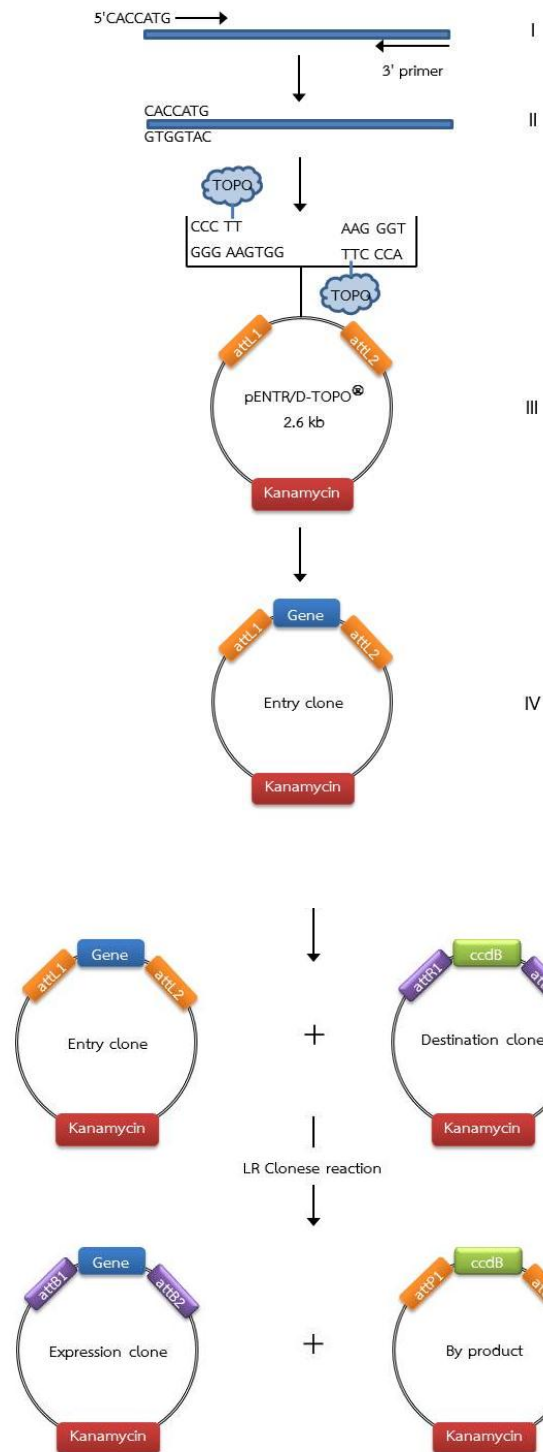 5'CACCATG
I
3' primer
CACCATG
II
GTGGTAC
TOPO
CCC TT AAG GGT
GGG AAGTGG TTC CCA
TOPO
attL1 attL2
pENTR/D-TOPO®
2.6 kb
III
Kanamycin
Gene
attL1 attL2
Entry clone
IV
Kanamycin
Gene ccdB
attL1 attL2 attR1
Entry clone + Destination clone
Kanamycin Kanamycin
LR Clonese reaction
Gene ccdB
attB1 attB2 attP1
Expression clone + By product
Kanamycin Kanamycin